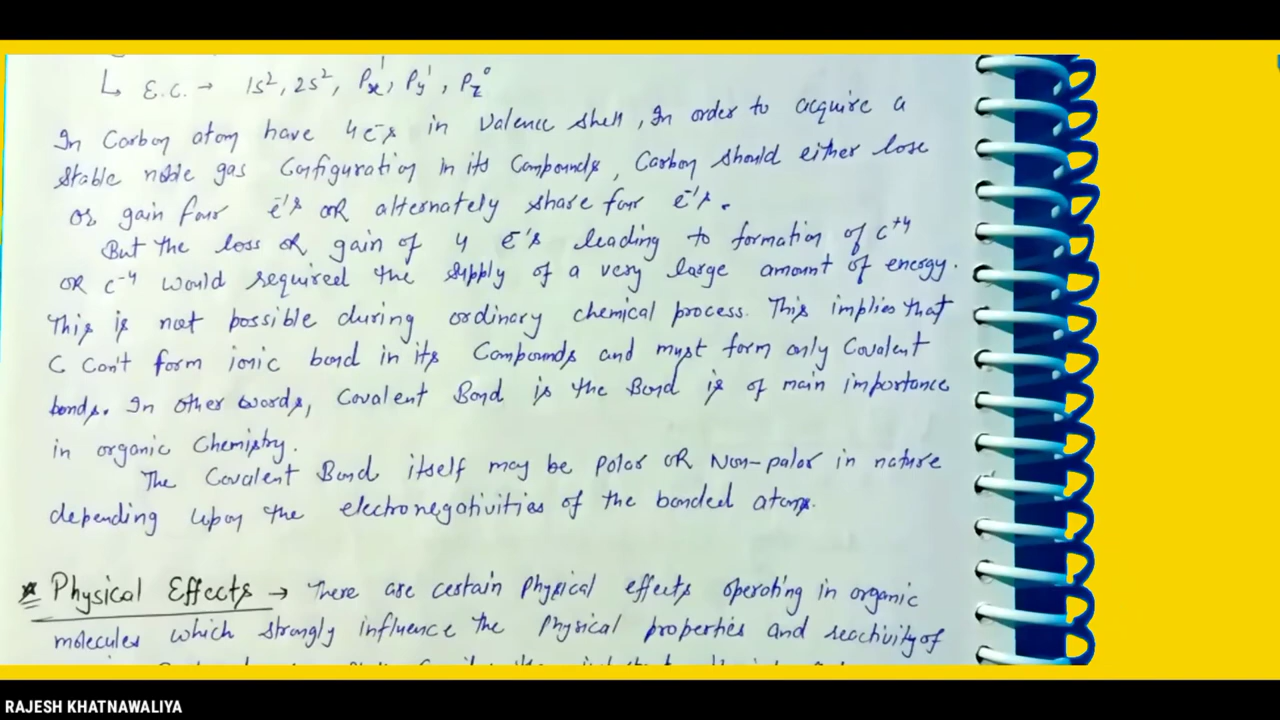 ↳ E.C. → 1s², 2s², Px¹, Py¹, Pz⁰
In Carbon atom have 4e⁻s in valence shell, In order to acquire a
stable noble gas Configuration in its Compounds, Carbon should either lose
or gain four e⁻'s OR alternately share four e⁻'s.
But the loss OR gain of 4 e⁻'s leading to formation of C⁺⁴
OR C⁻⁴ would required the supply of a very large amount of energy.
This is not possible during ordinary chemical process. This implies that
C Can't form ionic bond in its Compounds and must form only Covalent
bonds. In other words, Covalent Bond is the Bond is of main importance
in organic Chemistry.
The Covalent Bond itself may be Polar OR Non-polar in nature
depending upon the electronegativities of the bonded atoms.
* Physical Effects → There are certain Physical effects operating in organic
molecules which strongly influence the Physical properties and reactivity of
RAJESH KHATNAWALIYA